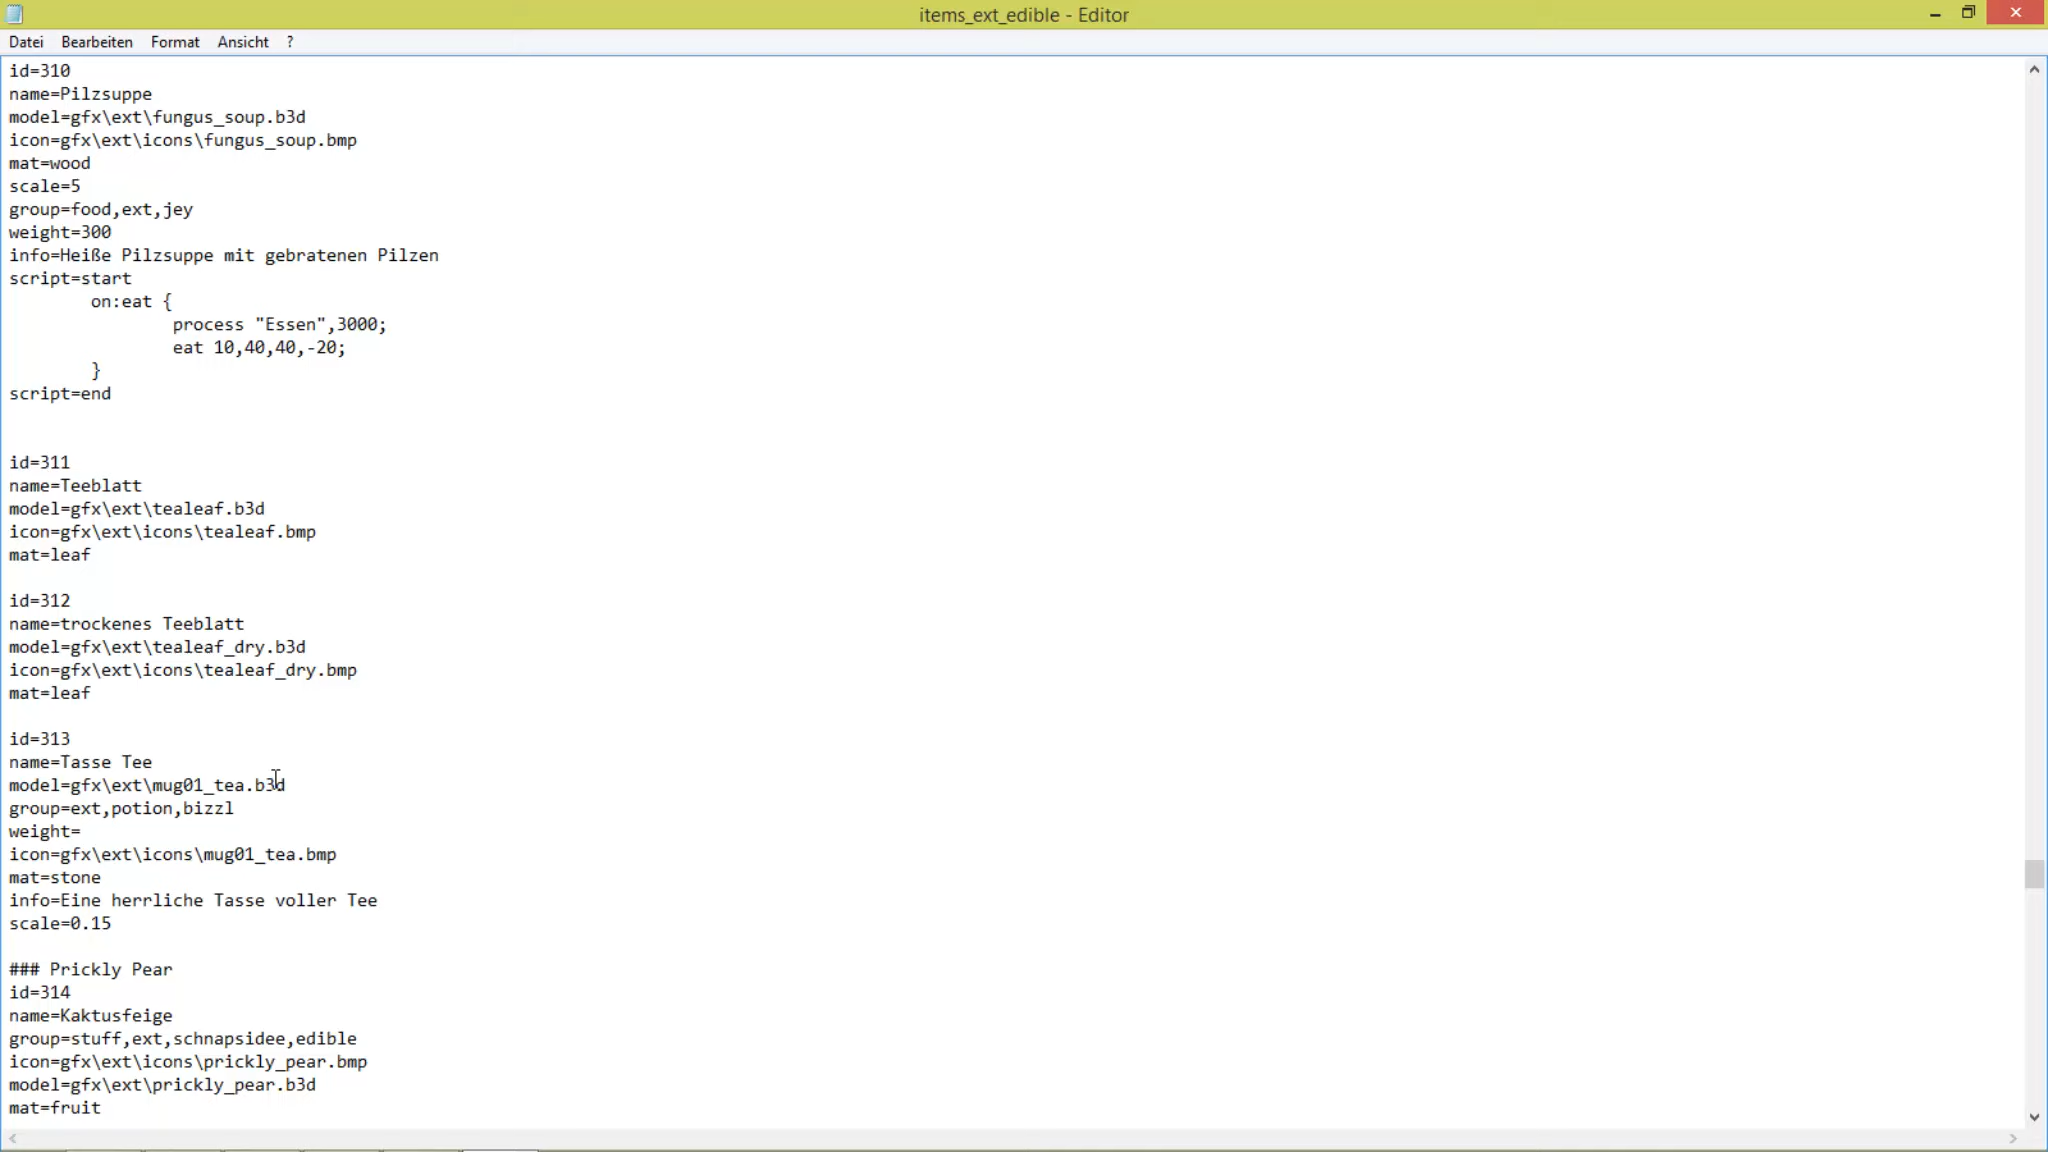 items_ext_edible - Editor
Datei Bearbeiten Format Ansicht ?
id=310
name=Pilzsuppe
model=gfx\ext\fungus_soup.b3d
icon=gfx\ext\icons\fungus_soup.bmp
mat=wood
scale=5
group=food,ext,jey
weight=300
info=Heiße Pilzsuppe mit gebratenen Pilzen
script=start
on:eat {
process "Essen",3000;
eat 10,40,40,-20;
}
script=end
id=311
name=Teeblatt
model=gfx\ext\tealeaf.b3d
icon=gfx\ext\icons\tealeaf.bmp
mat=leaf
id=312
name=trockenes Teeblatt
model=gfx\ext\tealeaf_dry.b3d
icon=gfx\ext\icons\tealeaf_dry.bmp
mat=leaf
id=313
name=Tasse Tee
model=gfx\ext\mug01_tea.b3d
group=ext,potion,bizzl
weight=
icon=gfx\ext\icons\mug01_tea.bmp
mat=stone
info=Eine herrliche Tasse voller Tee
scale=0.15
### Prickly Pear
id=314
name=Kaktusfeige
group=stuff,ext,schnapsidee,edible
icon=gfx\ext\icons\prickly_pear.bmp
model=gfx\ext\prickly_pear.b3d
mat=fruit